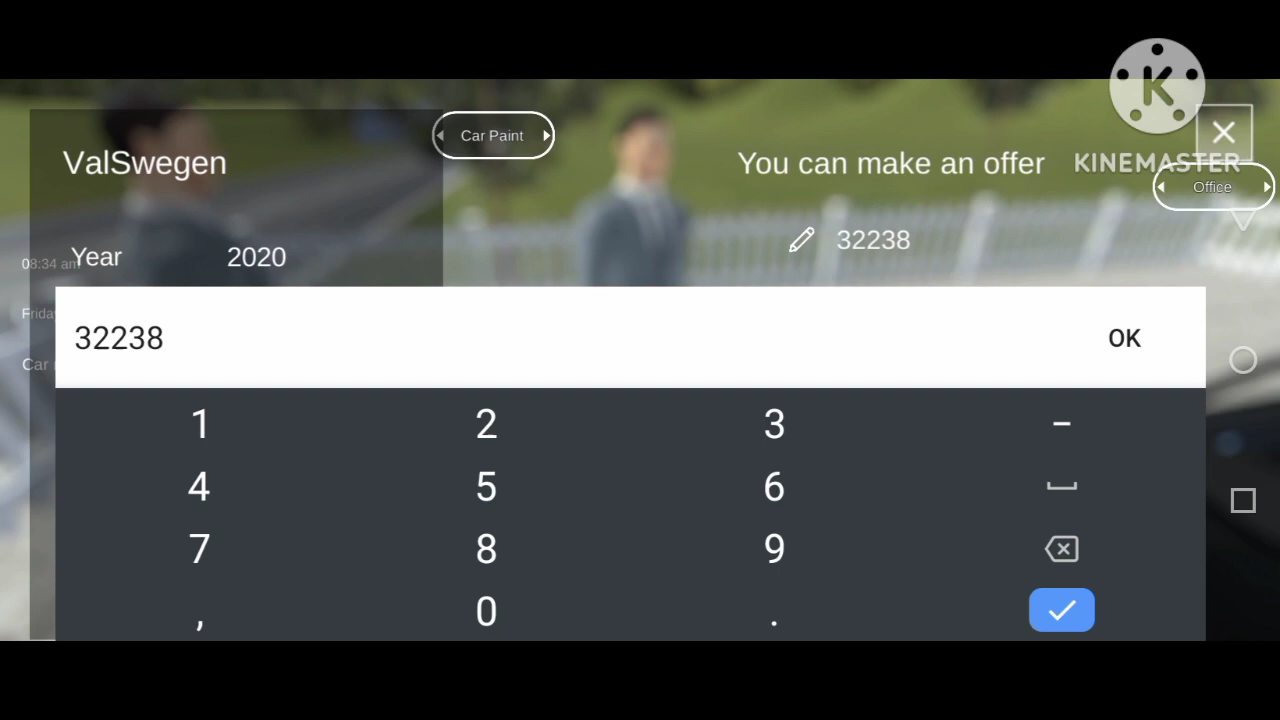 K
KINEMASTER
Car Paint
ValSwegen
You can make an offer
Office
32238
Year 2020
08:34 am
Friday
Car
32238
OK
1 2 3 -
4 5 6
7 8 9
, 0 .